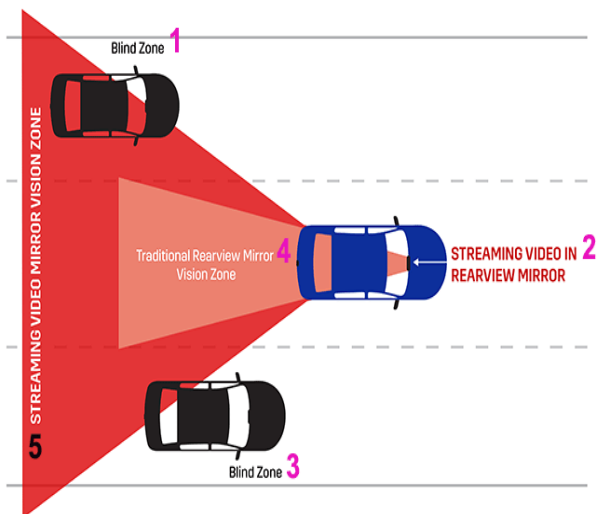 Blind Zone 1
STREAMING VIDEO MIRROR VISION ZONE
Traditional Rearview Mirror 4
Vision Zone
STREAMING VIDEO IN 2
REARVIEW MIRROR
5
Blind Zone 3